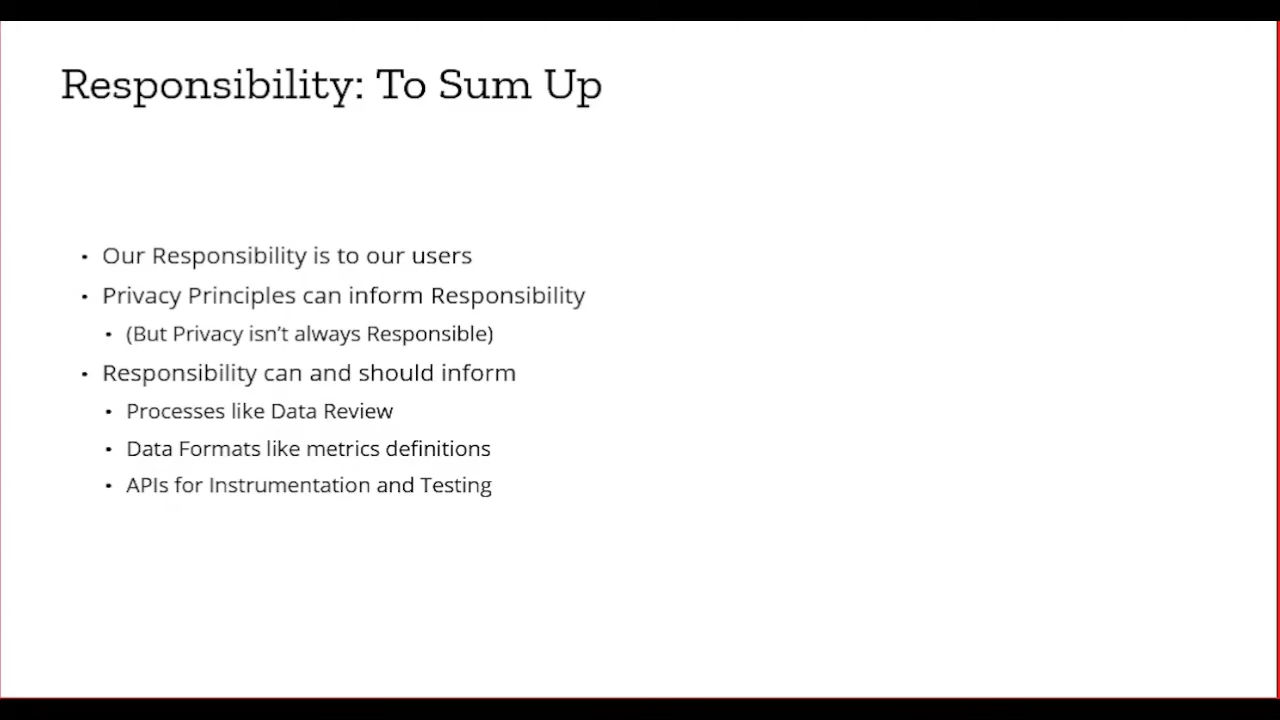 Responsibility: To Sum Up
• Our Responsibility is to our users
• Privacy Principles can inform Responsibility
• (But Privacy isn’t always Responsible)
• Responsibility can and should inform
• Processes like Data Review
• Data Formats like metrics definitions
• APIs for Instrumentation and Testing